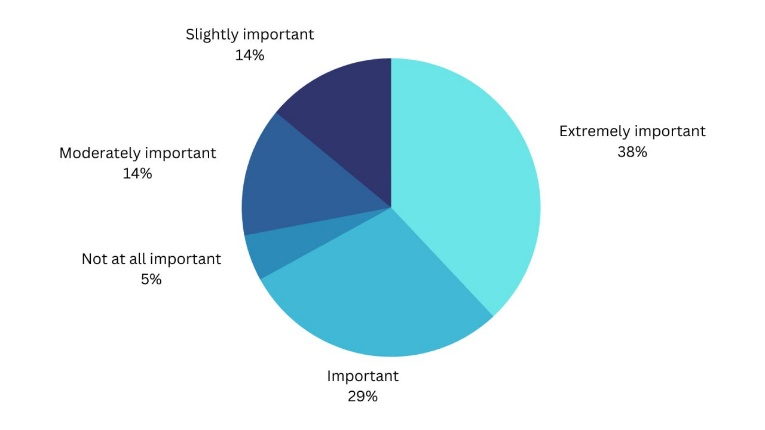 Slightly important
14%
Extremely important
38%
Moderately important
14%
Not at all important
5%
Important
29%